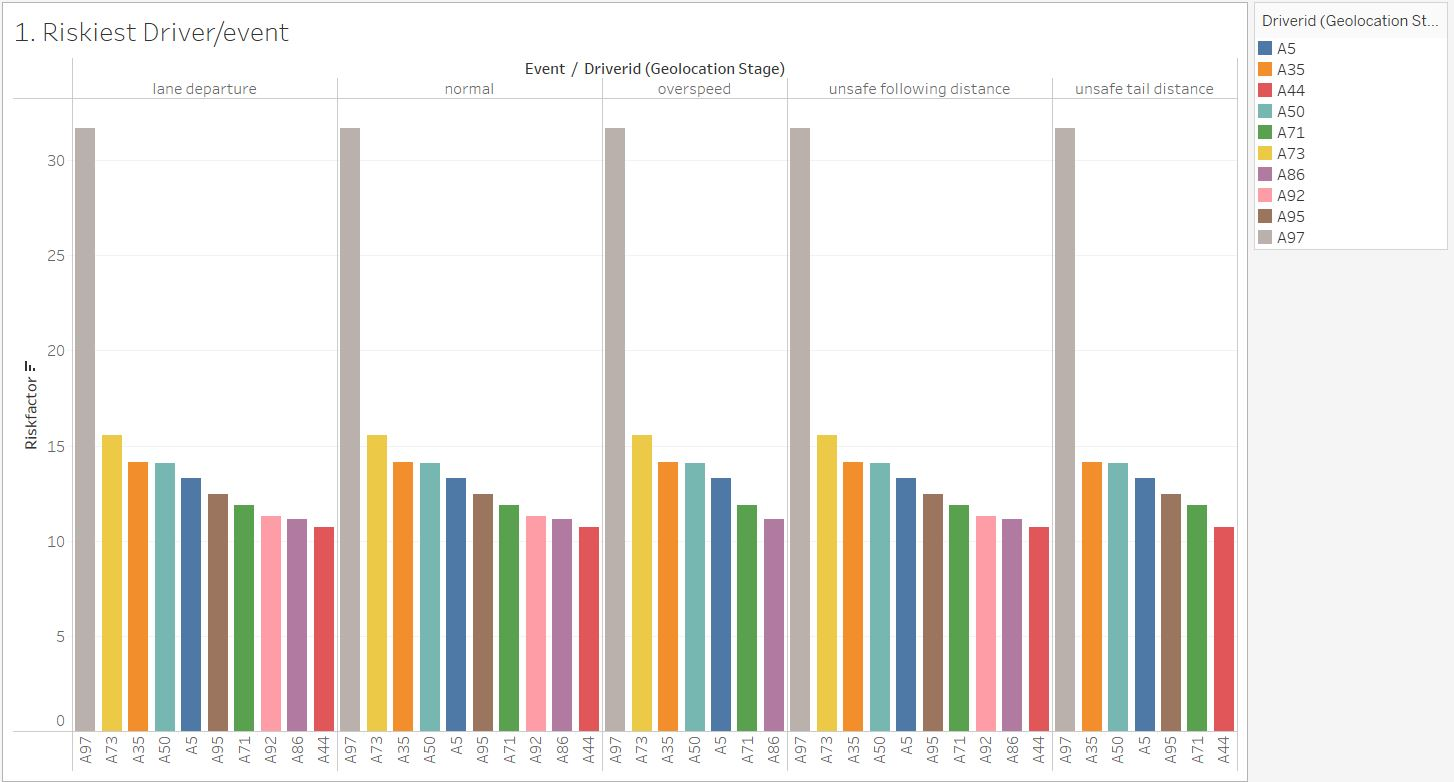 1. Riskiest Driver/event
Event / Driverid (Geolocation Stage)
lane departure normal overspeed unsafe following distance unsafe tail distance
Riskfactor
30
25
20
15
10
5
0
A97 A73 A35 A50 A5 A95 A71 A92 A86 A44 A97 A73 A35 A50 A5 A95 A71 A92 A86 A44 A97 A73 A35 A50 A5 A71 A86 A97 A73 A35 A50 A5 A95 A71 A92 A86 A44 A97 A35 A50 A5 A95 A71 A44
Driverid (Geolocation St...
A5
A35
A44
A50
A71
A73
A86
A92
A95
A97